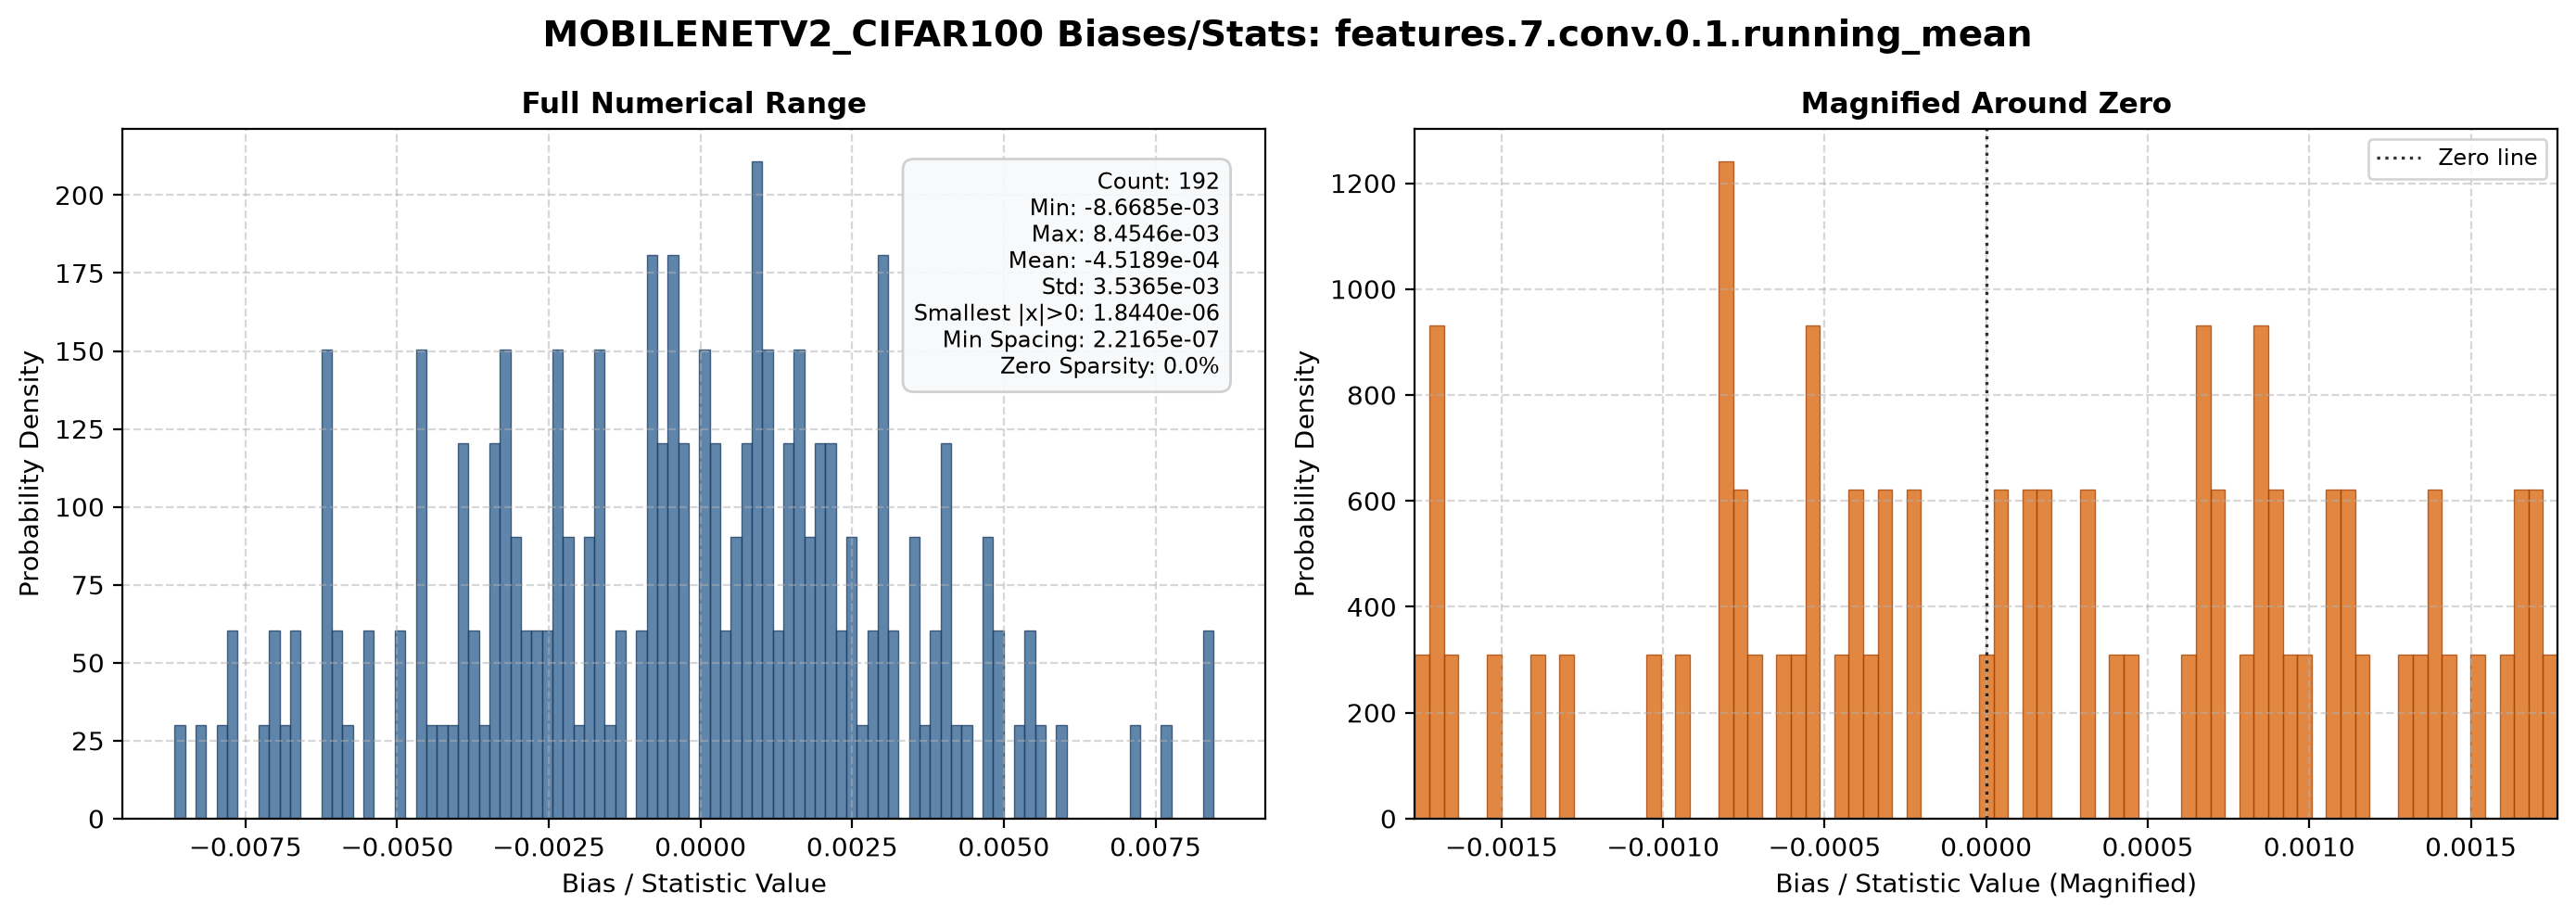 MOBILENETV2_CIFAR100 Biases/Stats: features.7.conv.0.1.running_mean
Full Numerical Range
Probability Density
200
175
150
125
100
75
50
25
0
Count: 192
Min: -8.6685e-03
Max: 8.4546e-03
Mean: -4.5189e-04
Std: 3.5365e-03
Smallest |x|>0: 1.8440e-06
Min Spacing: 2.2165e-07
Zero Sparsity: 0.0%
−0.0075 −0.0050 −0.0025 0.0000 0.0025 0.0050 0.0075
Bias / Statistic Value
Magnified Around Zero
Probability Density
1200
1000
800
600
400
200
0
Zero line
−0.0015 −0.0010 −0.0005 0.0000 0.0005 0.0010 0.0015
Bias / Statistic Value (Magnified)